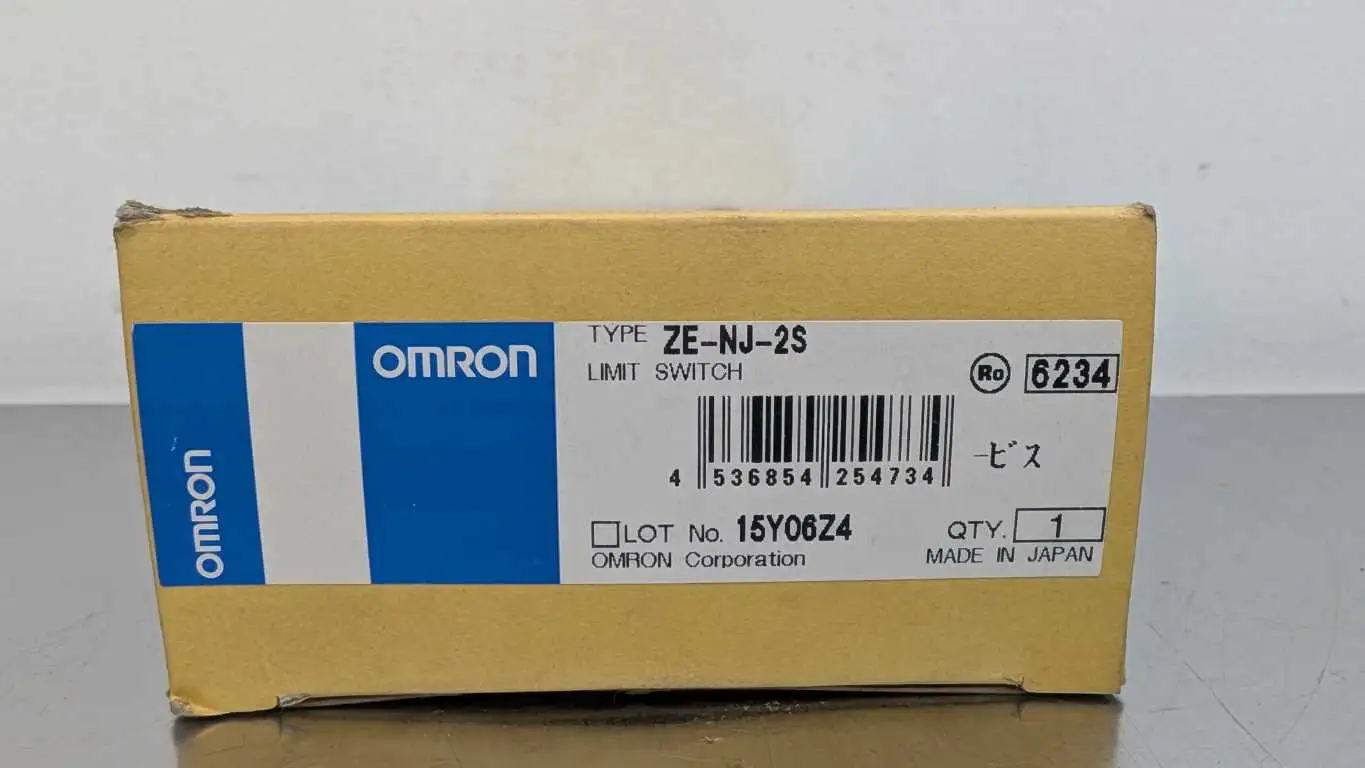 OMRON
OMRON
TYPE ZE-NJ-2S
LIMIT SWITCH
Ro 6234
4 536854 254734
-ビス
LOT No. 15Y06Z4
QTY. 1
OMRON Corporation
MADE IN JAPAN